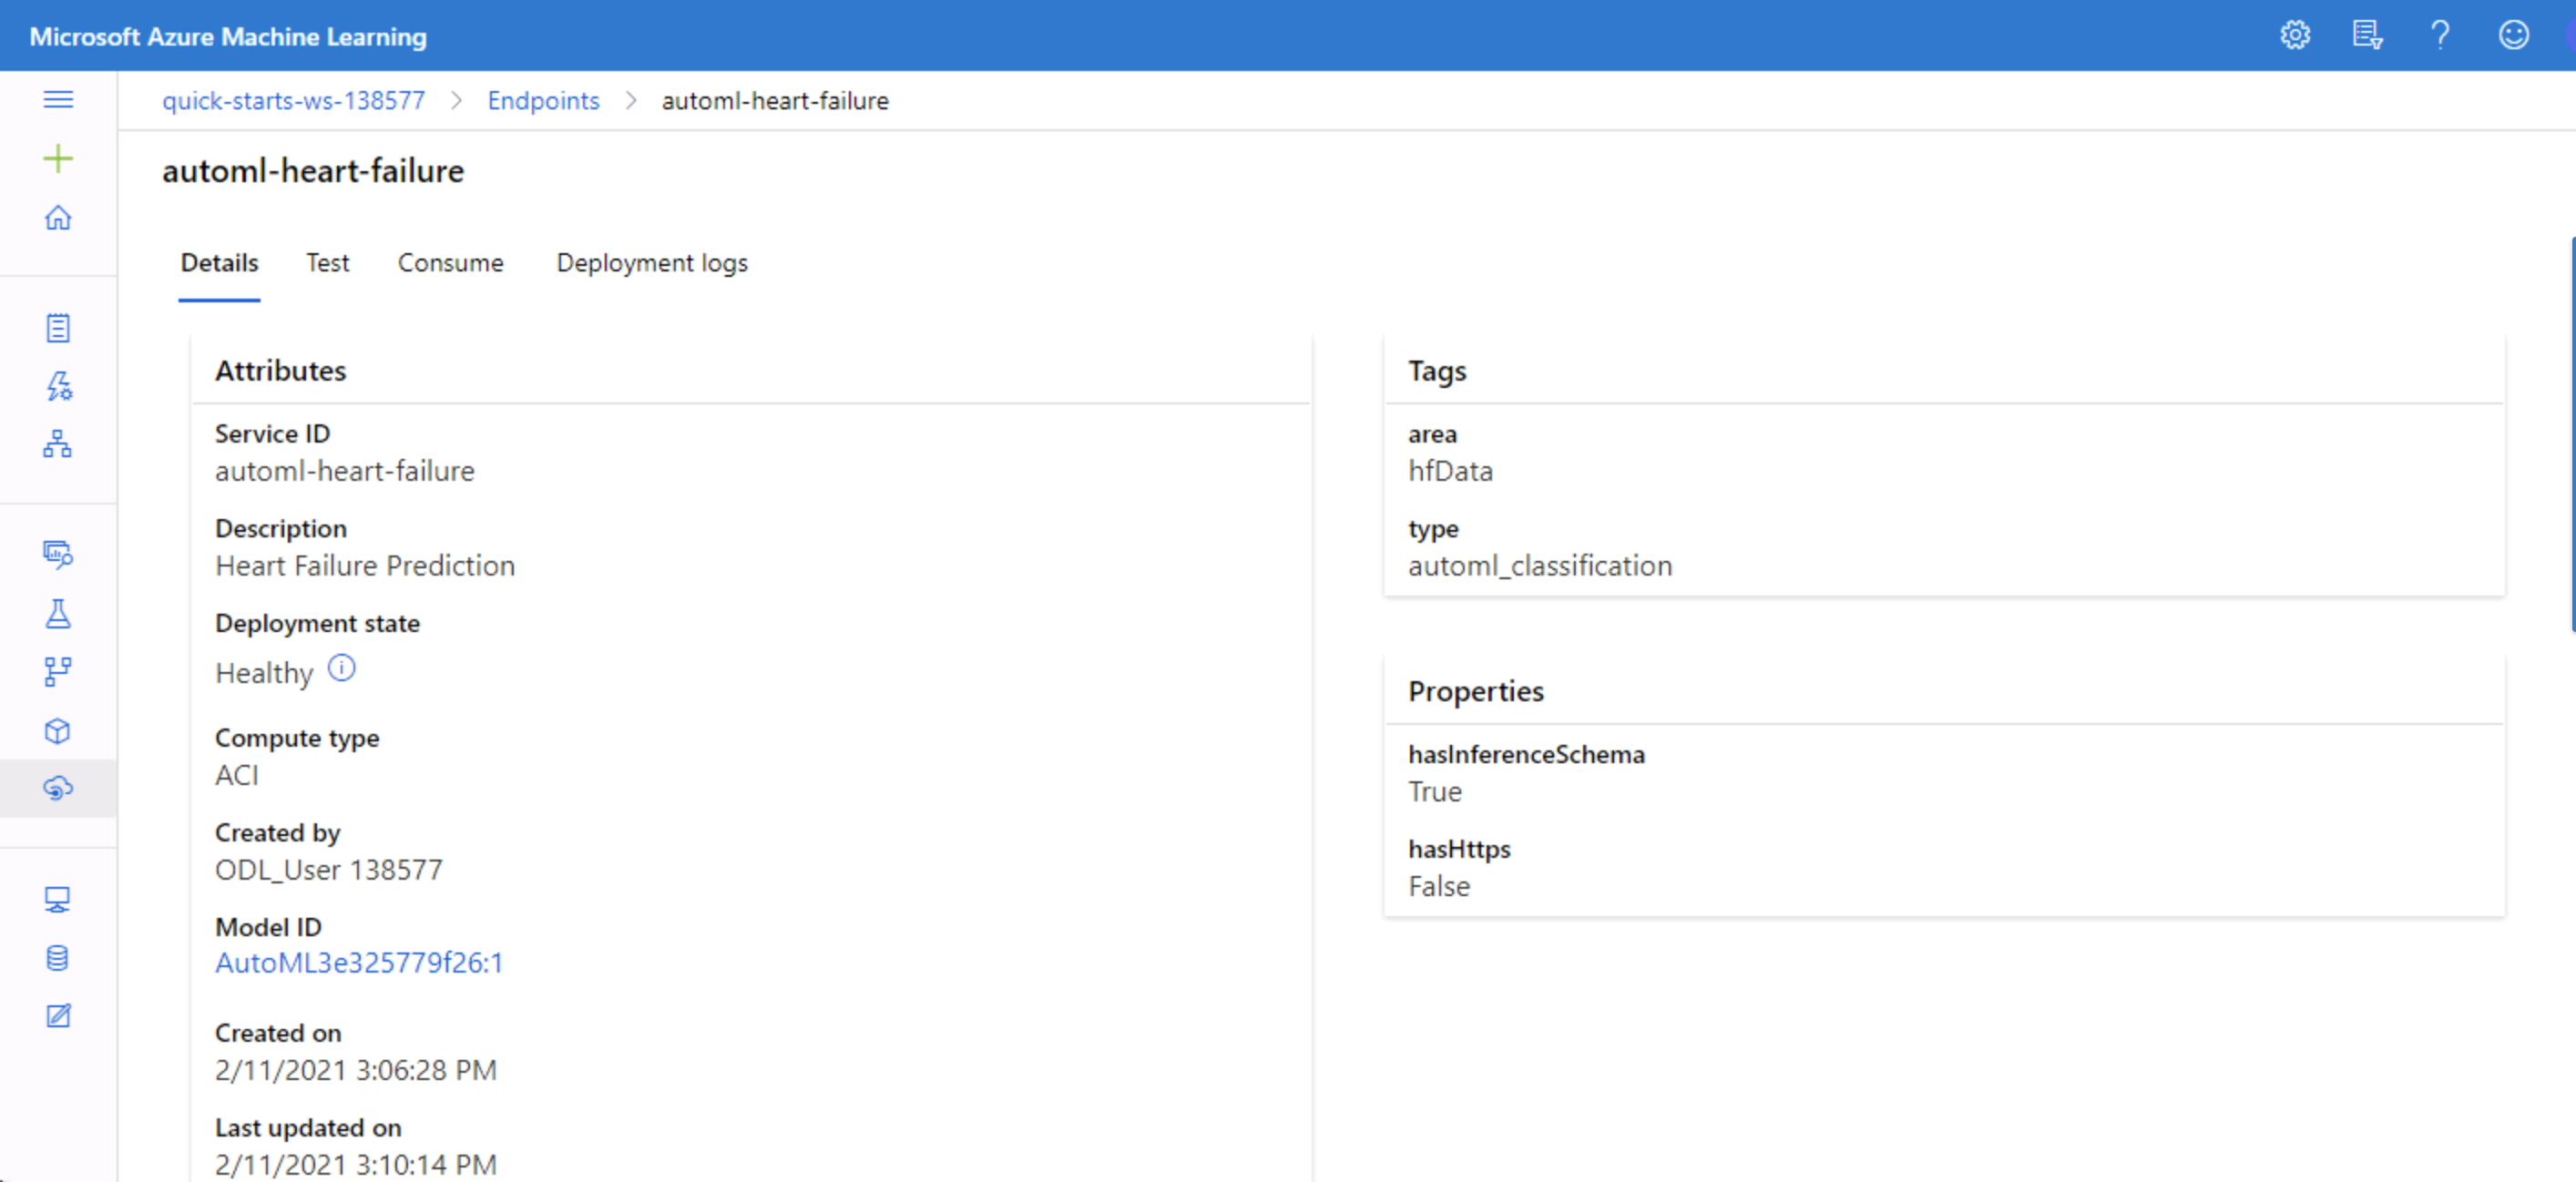 Microsoft Azure Machine Learning
quick-starts-ws-138577 > Endpoints > automl-heart-failure
automl-heart-failure
Details Test Consume Deployment logs
Attributes
Service ID
automl-heart-failure
Description
Heart Failure Prediction
Deployment state
Healthy
Compute type
ACI
Created by
ODL_User 138577
Model ID
AutoML3e325779f26:1
Created on
2/11/2021 3:06:28 PM
Last updated on
2/11/2021 3:10:14 PM
Tags
area
hfData
type
automl_classification
Properties
hasInferenceSchema
True
hasHttps
False